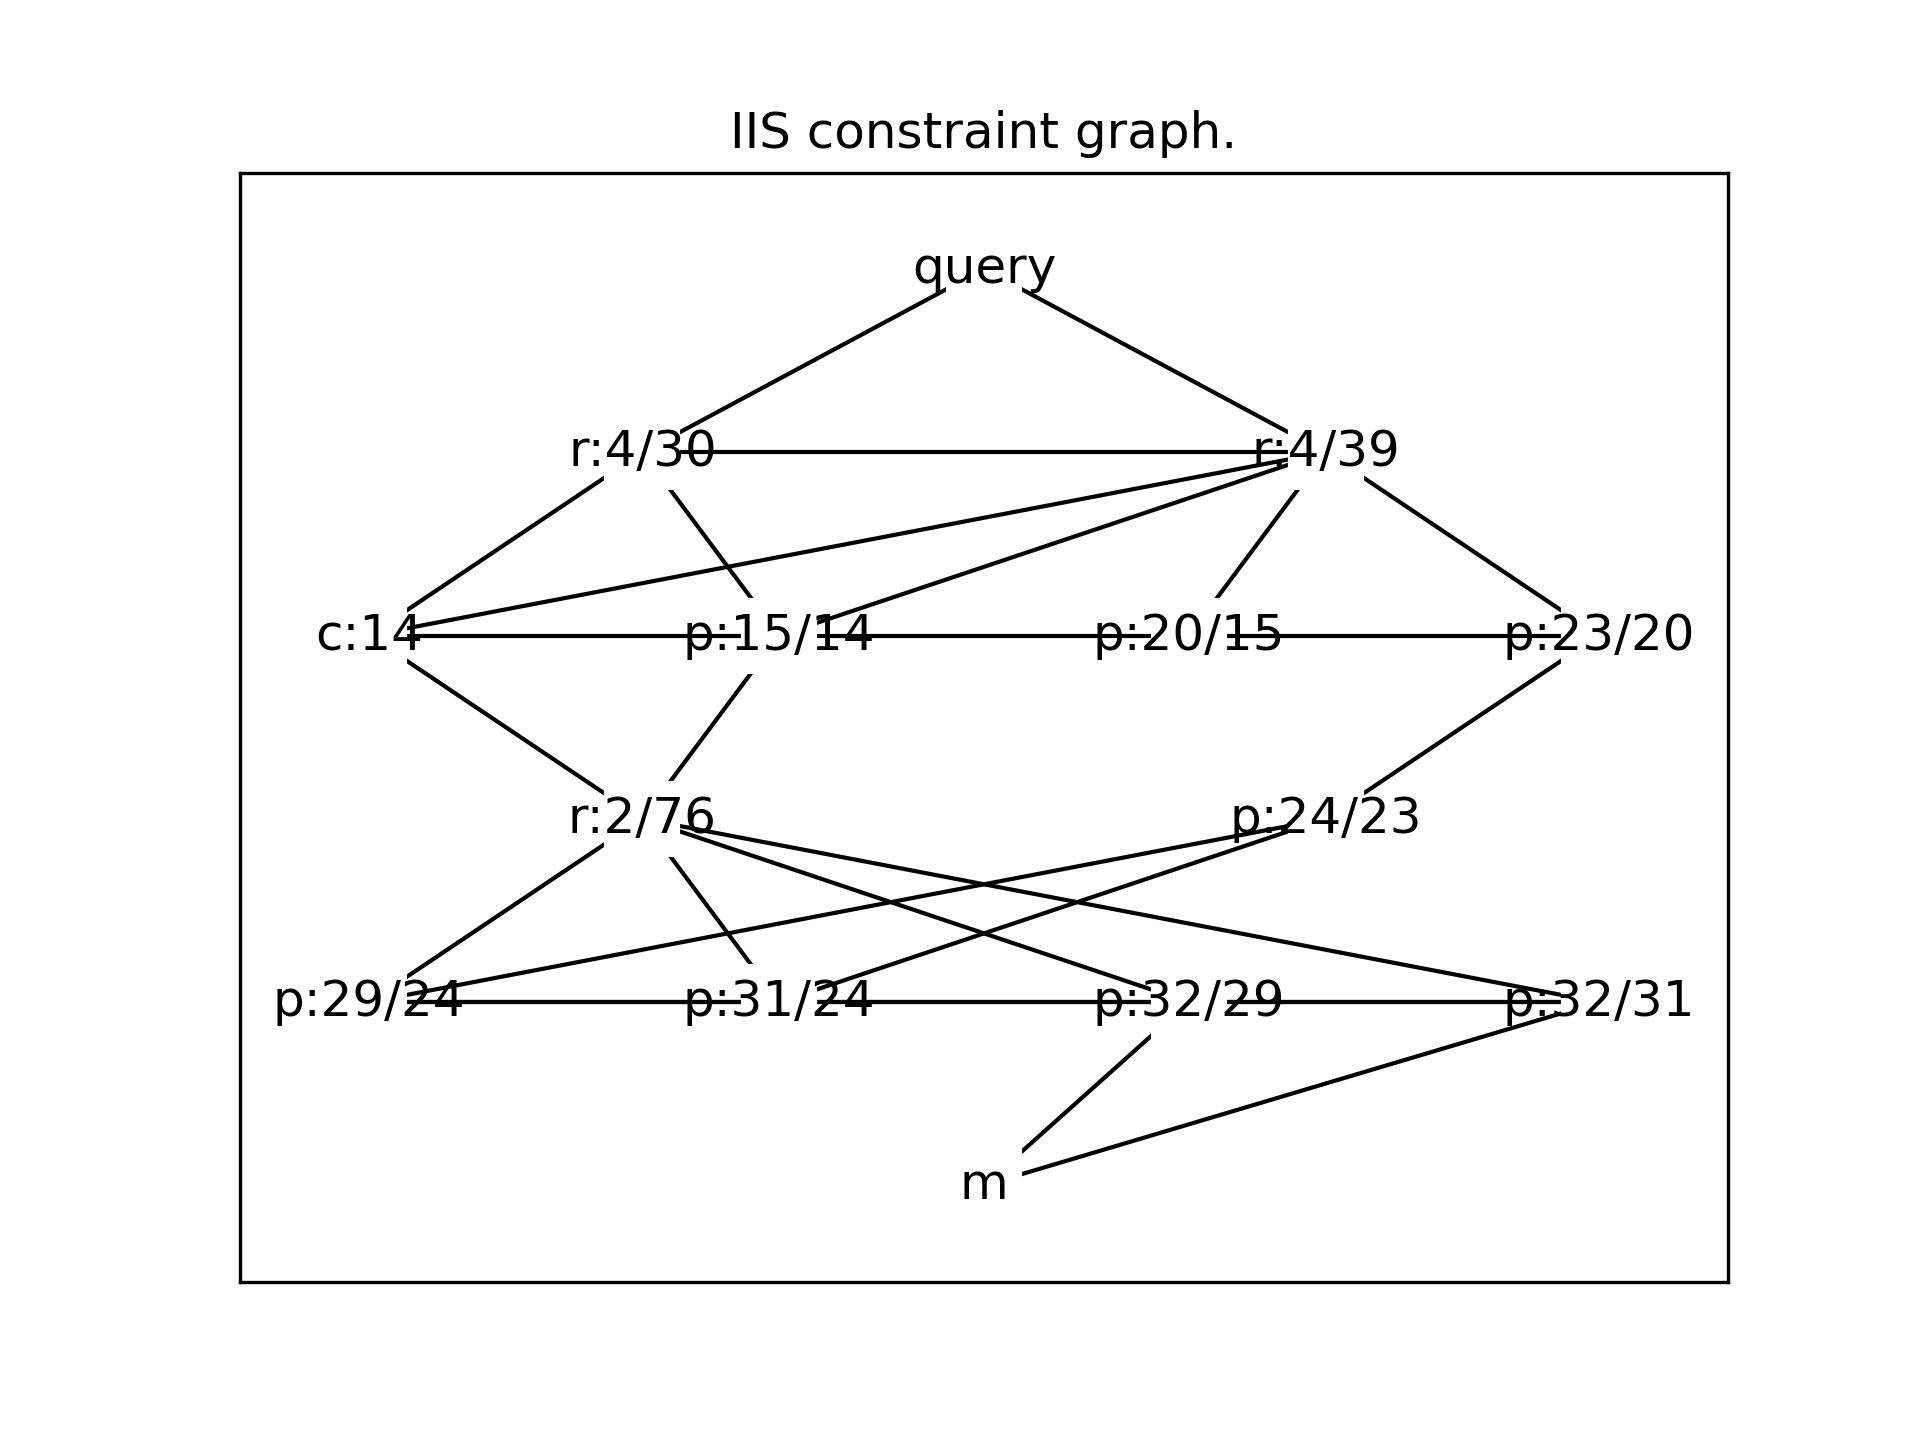 IIS constraint graph.
query
r:4/30 r:4/39
c:14 p:15/14 p:20/15 p:23/20
r:2/76 p:24/23
p:29/24 p:31/24 p:32/29 p:32/31
m